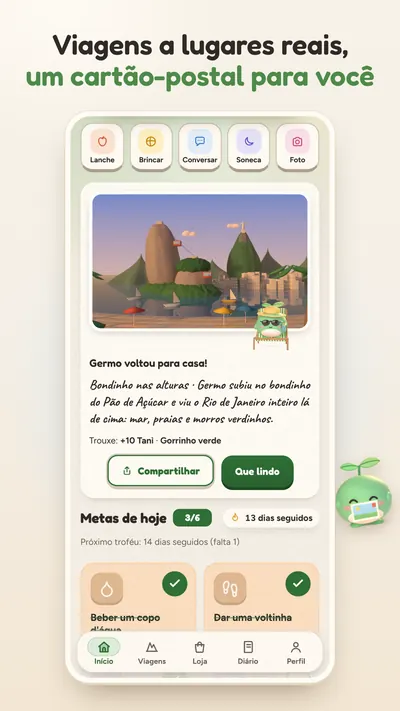 Viagens a lugares reais,
um cartão-postal para você
Lanche
Brincar
Conversar
Soneca
Foto
Germo voltou para casa!
Bondinho nas alturas · Germo subiu no bondinho
do Pão de Açúcar e viu o Rio de Janeiro inteiro lá
de cima: mar, praias e morros verdinhos.
Trouxe: +10 Tani · Gorrinho verde
Compartilhar
Que lindo
Metas de hoje
3/6
13 dias seguidos
Próximo troféu: 14 dias seguidos (falta 1)
Beber um copo
d'água
Dar uma voltinha
Início
Viagens
Loja
Diário
Perfil